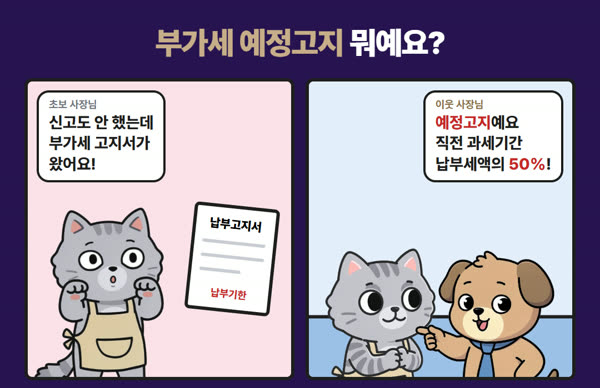 부가세 예정고지 뭐예요?
초보 사장님
신고도 안 했는데
부가세 고지서가
왔어요!
납부고지서
납부기한
이웃 사장님
예정고지예요
직전 과세기간
납부세액의 50%!